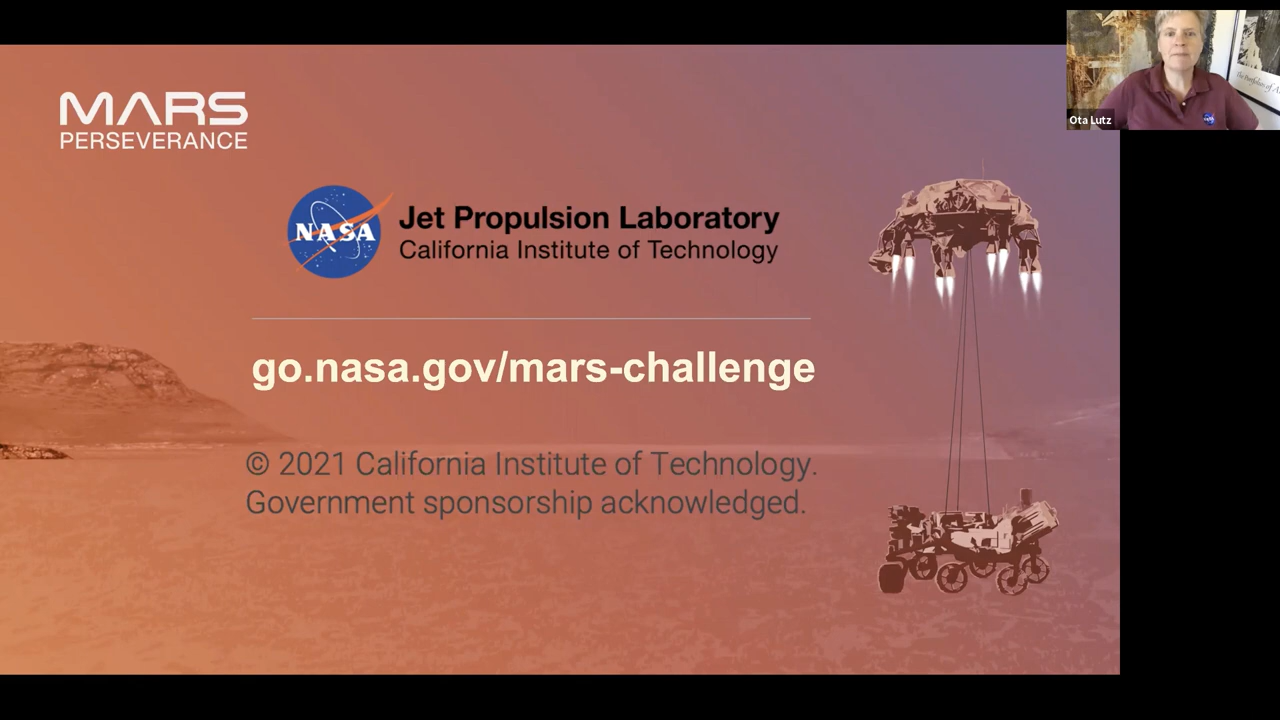 MARS
PERSEVERANCE
NASA
Jet Propulsion Laboratory
California Institute of Technology
go.nasa.gov/mars-challenge
© 2021 California Institute of Technology.
Government sponsorship acknowledged.
Ota Lutz